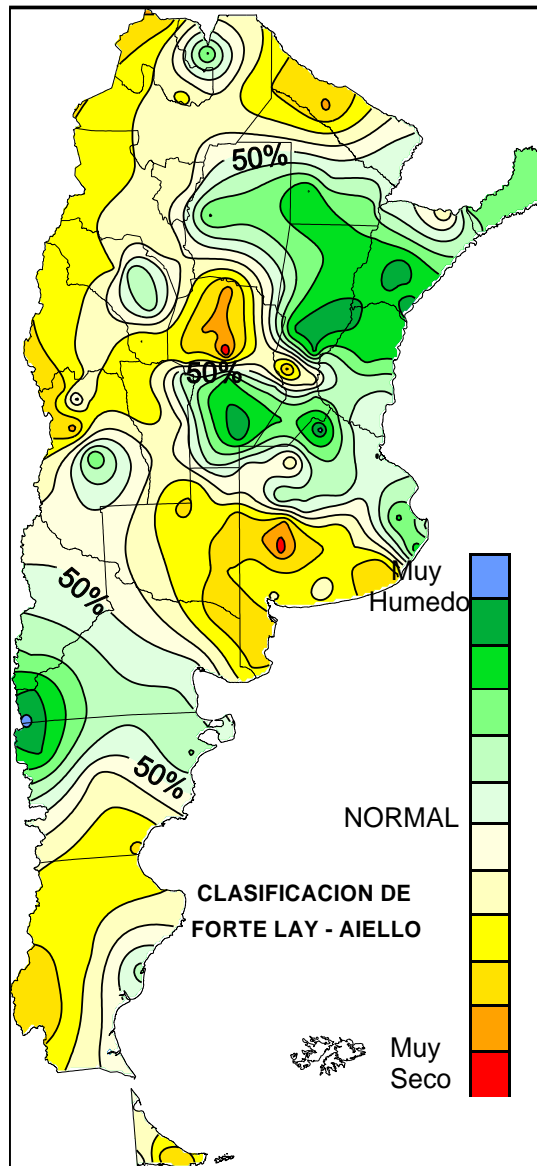 50%
50%
50%
50%
Muy
Humedo
NORMAL
CLASIFICACION DE
FORTE LAY - AIELLO
Muy
Seco